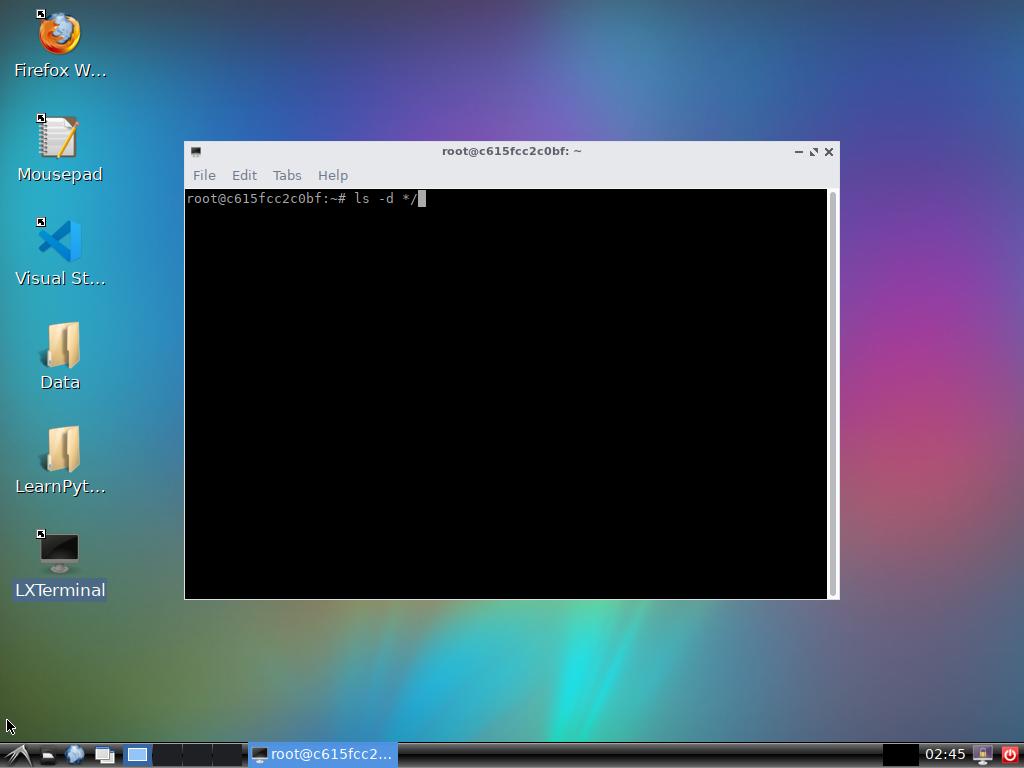 Firefox W...
Mousepad
Visual St...
Data
LearnPyt...
LXTerminal
root@c615fcc2c0bf: ~
File Edit Tabs Help
root@c615fcc2c0bf:~# ls -d */
root@c615fcc2...
02:45